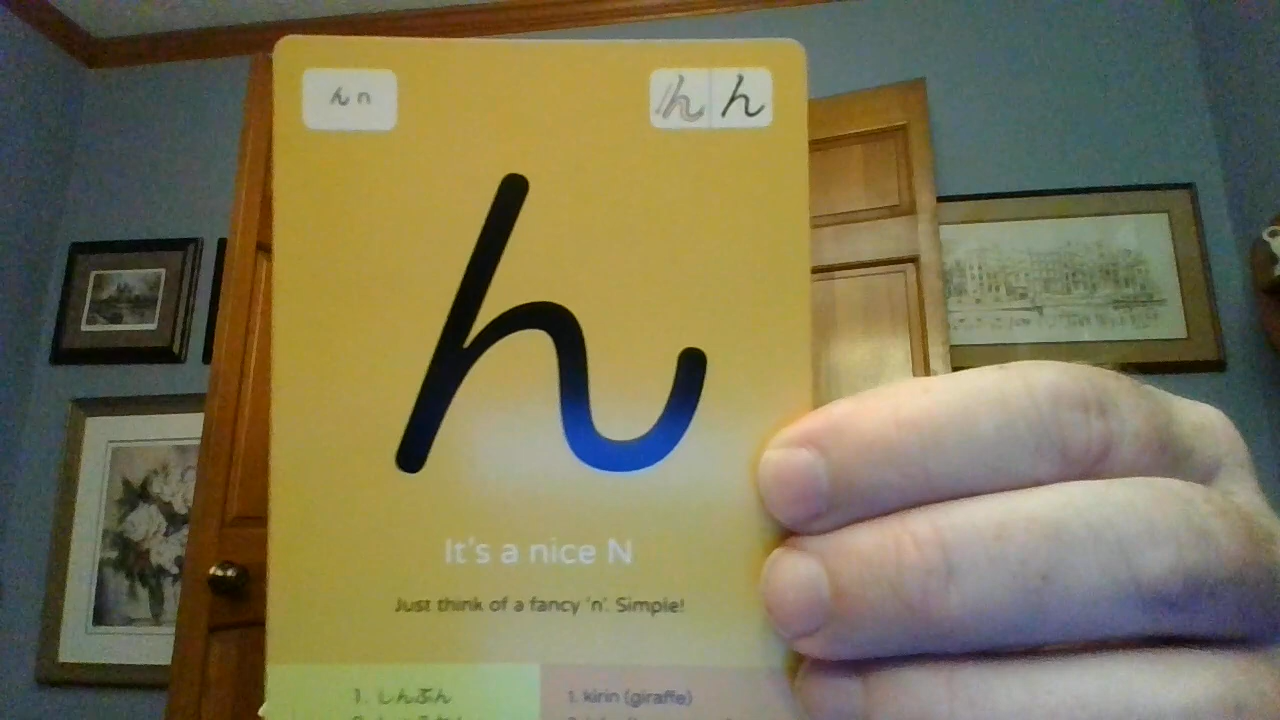 ん n
ん ん
ん
It's a nice N
Just think of a fancy 'n'. Simple!
1. しんぶん
1. kirin (giraffe)